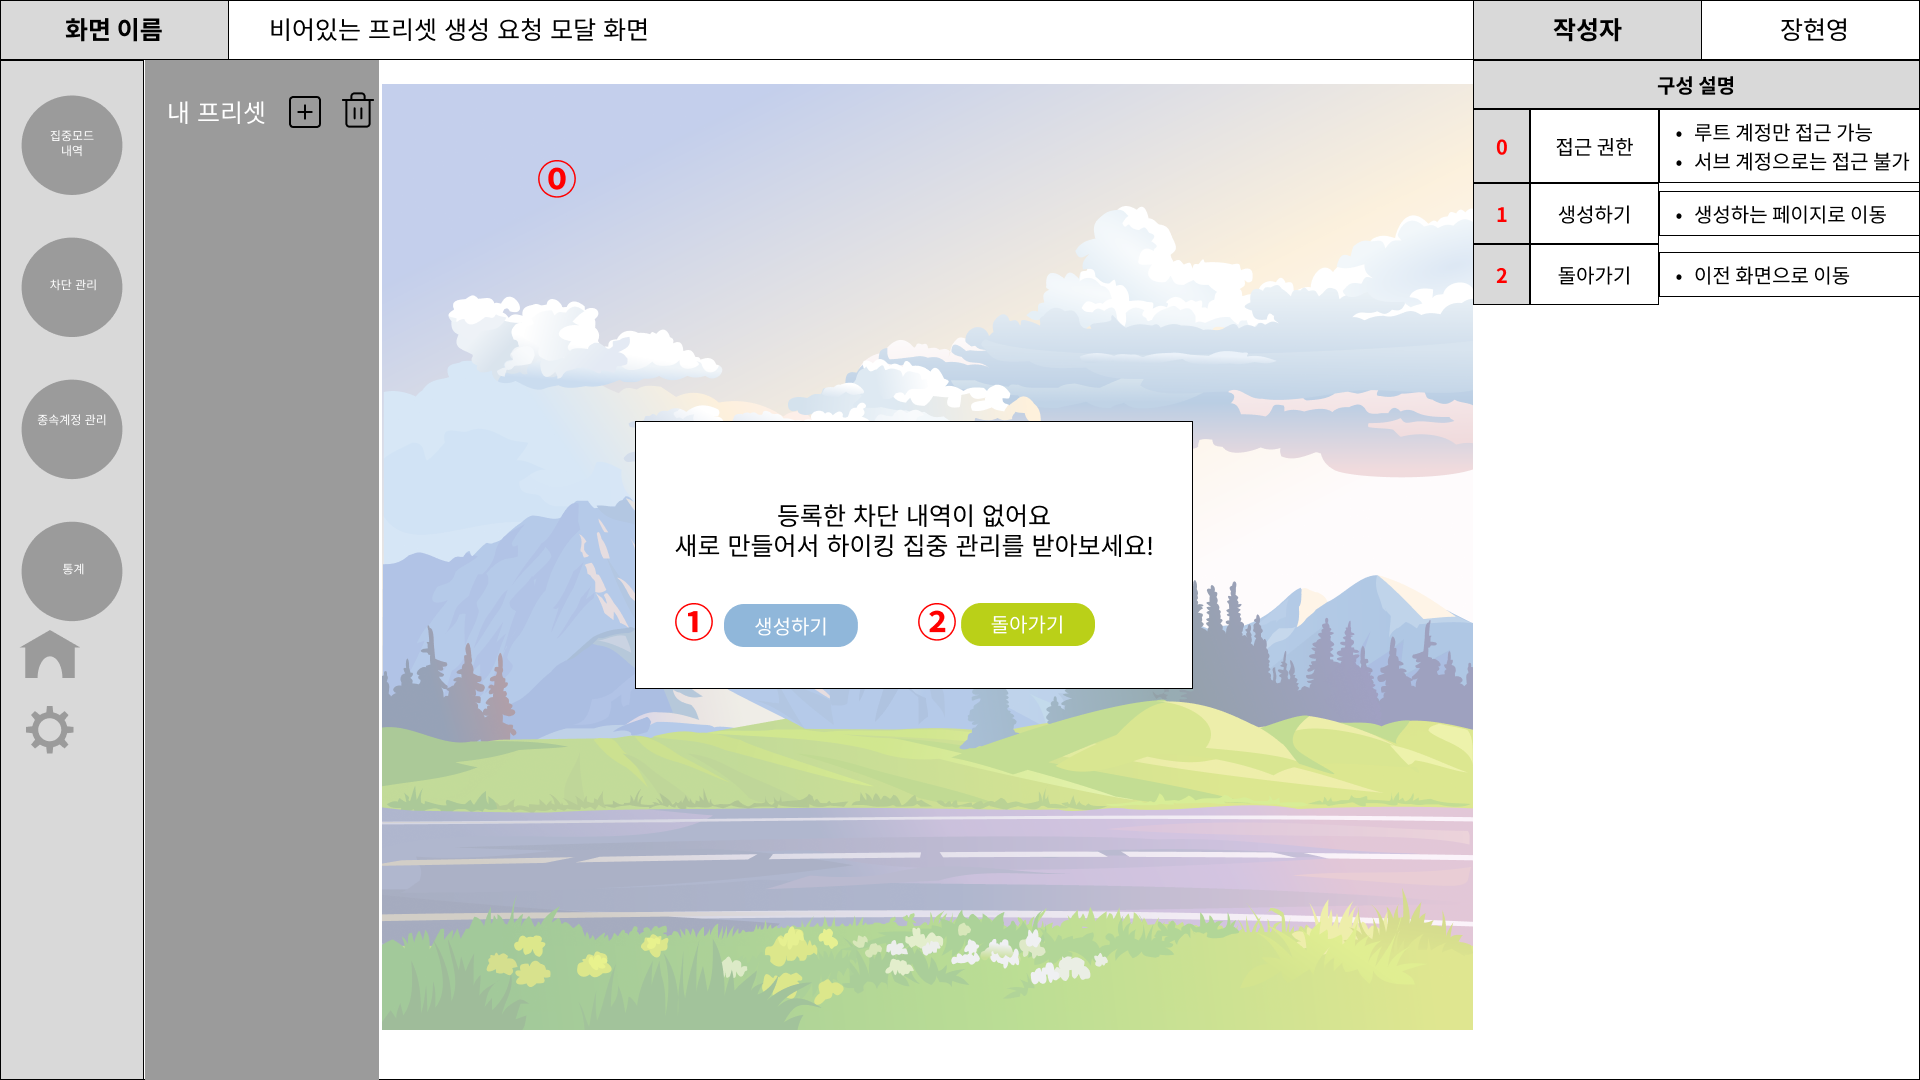 화면 이름
비어있는 프리셋 생성 요청 모달 화면
작성자
장현영
집중모드
내역
차단 관리
종속계정 관리
통계
내 프리셋
0
등록한 차단 내역이 없어요
새로 만들어서 하이킹 집중 관리를 받아보세요!
1 생성하기
2 돌아가기
구성 설명
0 접근 권한
• 루트 계정만 접근 가능
• 서브 계정으로는 접근 불가
1 생성하기 • 생성하는 페이지로 이동
2 돌아가기 • 이전 화면으로 이동